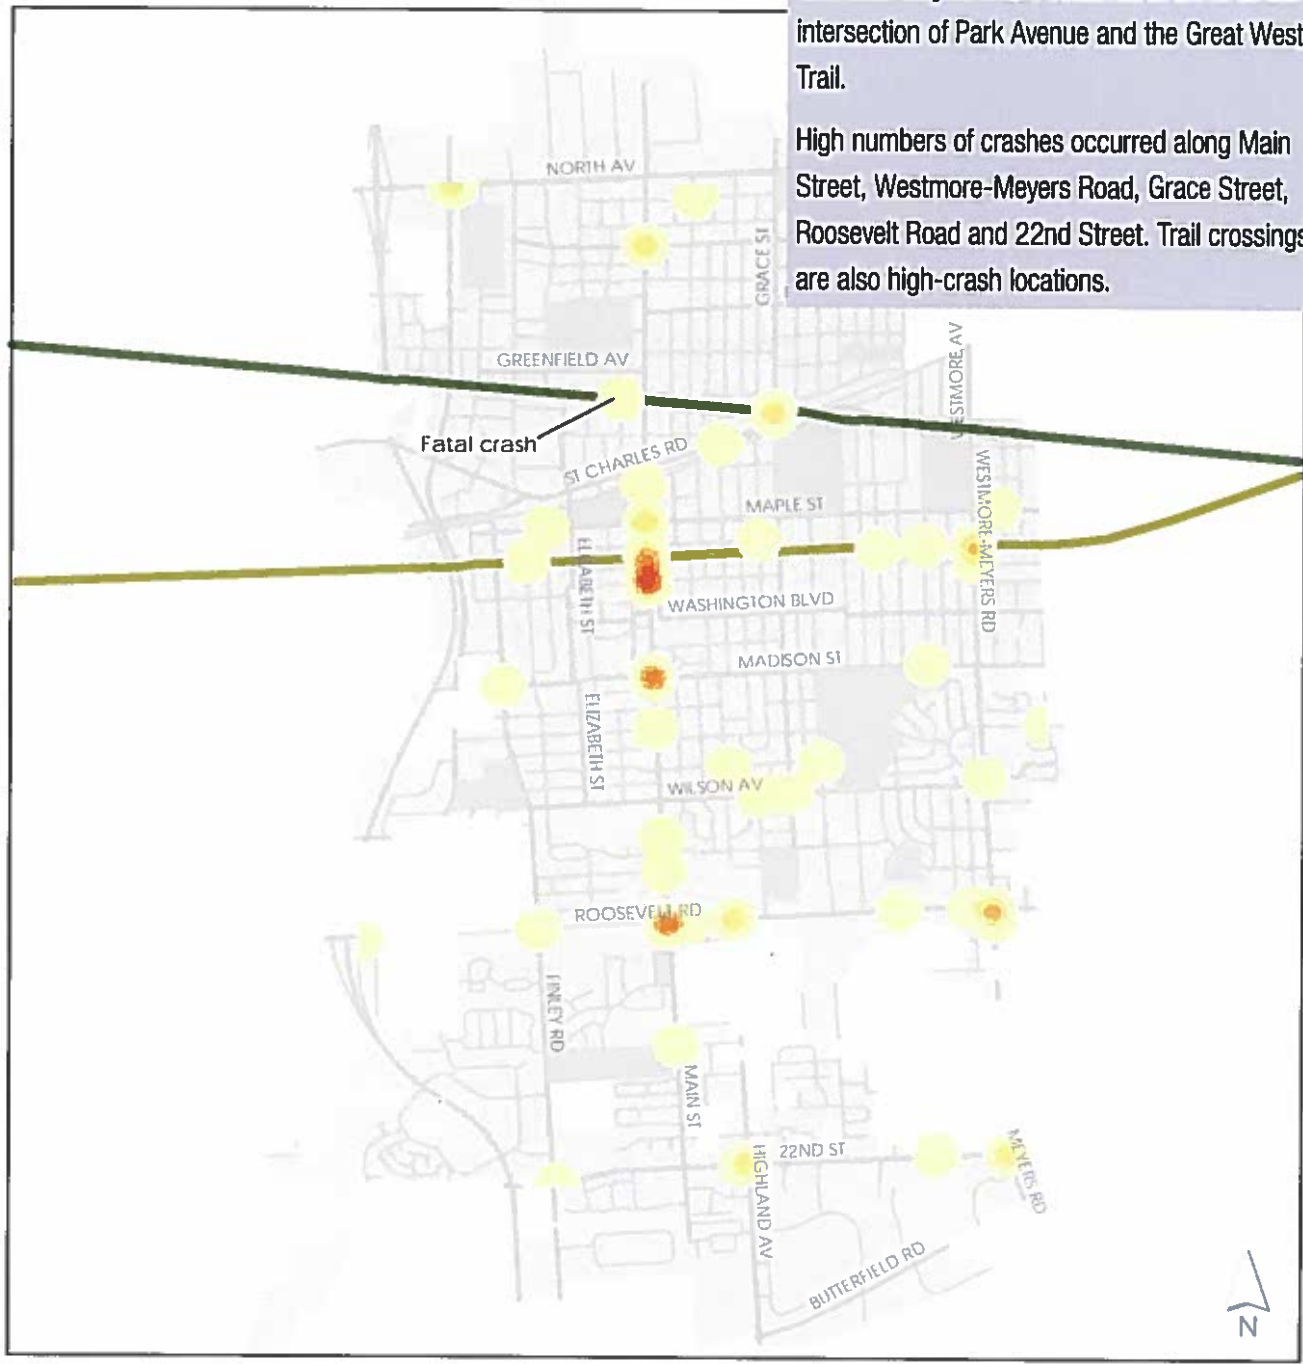 intersection of Park Avenue and the Great West
Trail.
High numbers of crashes occurred along Main
Street, Westmore-Meyers Road, Grace Street,
Roosevelt Road and 22nd Street. Trail crossings
are also high-crash locations.
NORTH AV
GRACE ST
GREENFIELD AV
WESTMORE AV
Fatal crash
ST CHARLES RD
MAPLE ST
WESTMORE-MEYERS RD
ELIZABETH ST
WASHINGTON BLVD
MADISON ST
ELIZABETH ST
WILSON AV
ROOSEVELT RD
FINLEY RD
MAIN ST
22ND ST
HIGHLAND AV
MEYERS RD
BUTTERFIELD RD
N